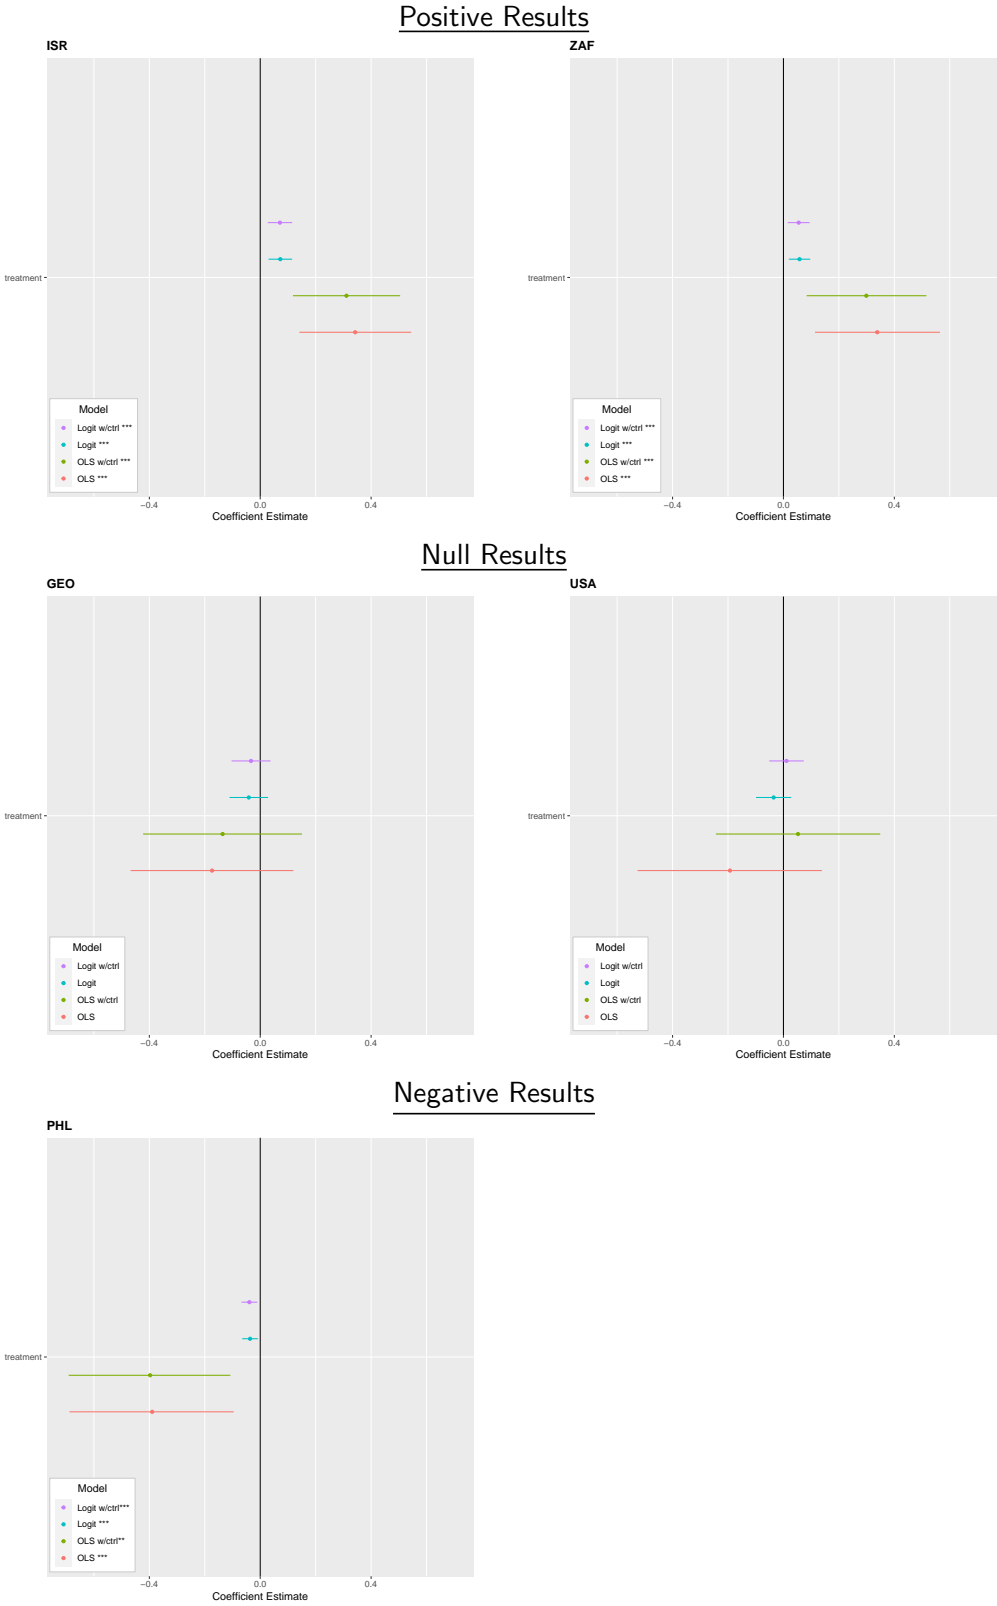 Positive Results
ISR
treatment
Model
Logit w/ctrl ***
Logit ***
OLS w/ctrl ***
OLS ***
−0.4 0.0 0.4
Coefficient Estimate
ZAF
treatment
Model
Logit w/ctrl ***
Logit ***
OLS w/ctrl ***
OLS ***
−0.4 0.0 0.4
Coefficient Estimate
Null Results
GEO
treatment
Model
Logit w/ctrl
Logit
OLS w/ctrl
OLS
−0.4 0.0 0.4
Coefficient Estimate
USA
treatment
Model
Logit w/ctrl
Logit
OLS w/ctrl
OLS
−0.4 0.0 0.4
Coefficient Estimate
Negative Results
PHL
treatment
Model
Logit w/ctrl***
Logit ***
OLS w/ctrl**
OLS ***
−0.4 0.0 0.4
Coefficient Estimate